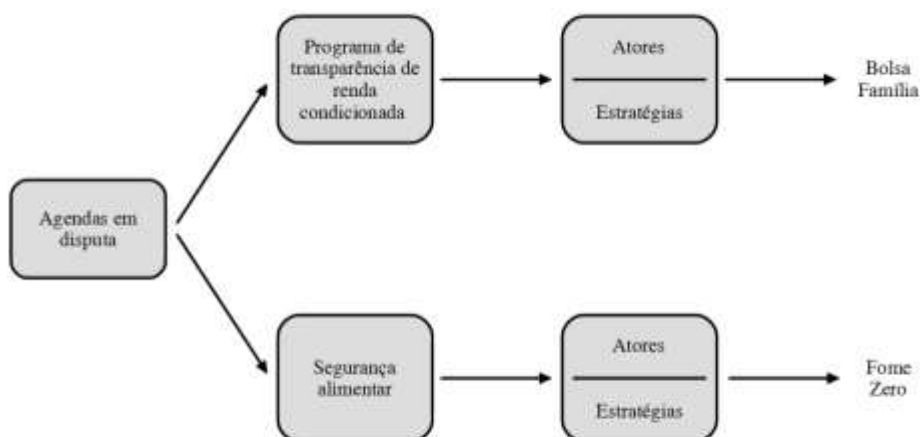 Programa de
transparência de
renda
condicionada
Atores
Estratégias
Bolsa
Família
Agendas em
disputa
Segurança
alimentar
Atores
Estratégias
Fome
Zero